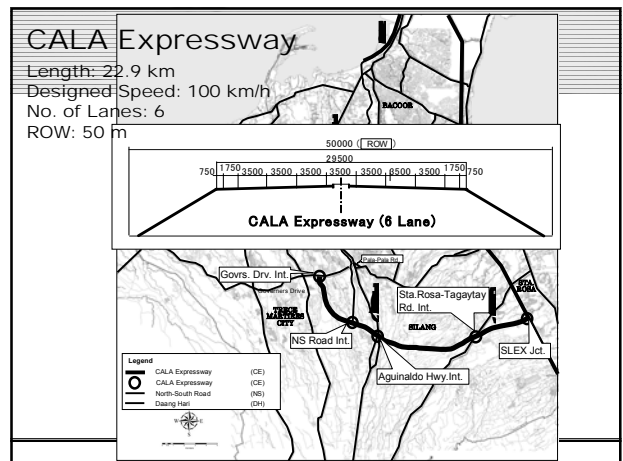 CALA Expressway
Length: 22.9 km
Designed Speed: 100 km/h
No. of Lanes: 6
ROW: 50 m
BACOOR
50000 (ROW)
29500
750 1750 3500 3500 3500 3500 3500 3500 3500 1750 750
CALA Expressway (6 Lane)
Pala-Pala Rd.
Govrs. Drv. Int.
Governors Drive
Sta.Rosa-Tagaytay
Rd. Int.
STA.
ROSA
TRECE
MARTIRES
CITY
SILANG
NS Road Int.
SLEX Jct.
Aguinaldo Hwy.Int.
Legend
CALA Expressway (CE)
CALA Expressway (CE)
North-South Road (NS)
Daang Hari (DH)
W E